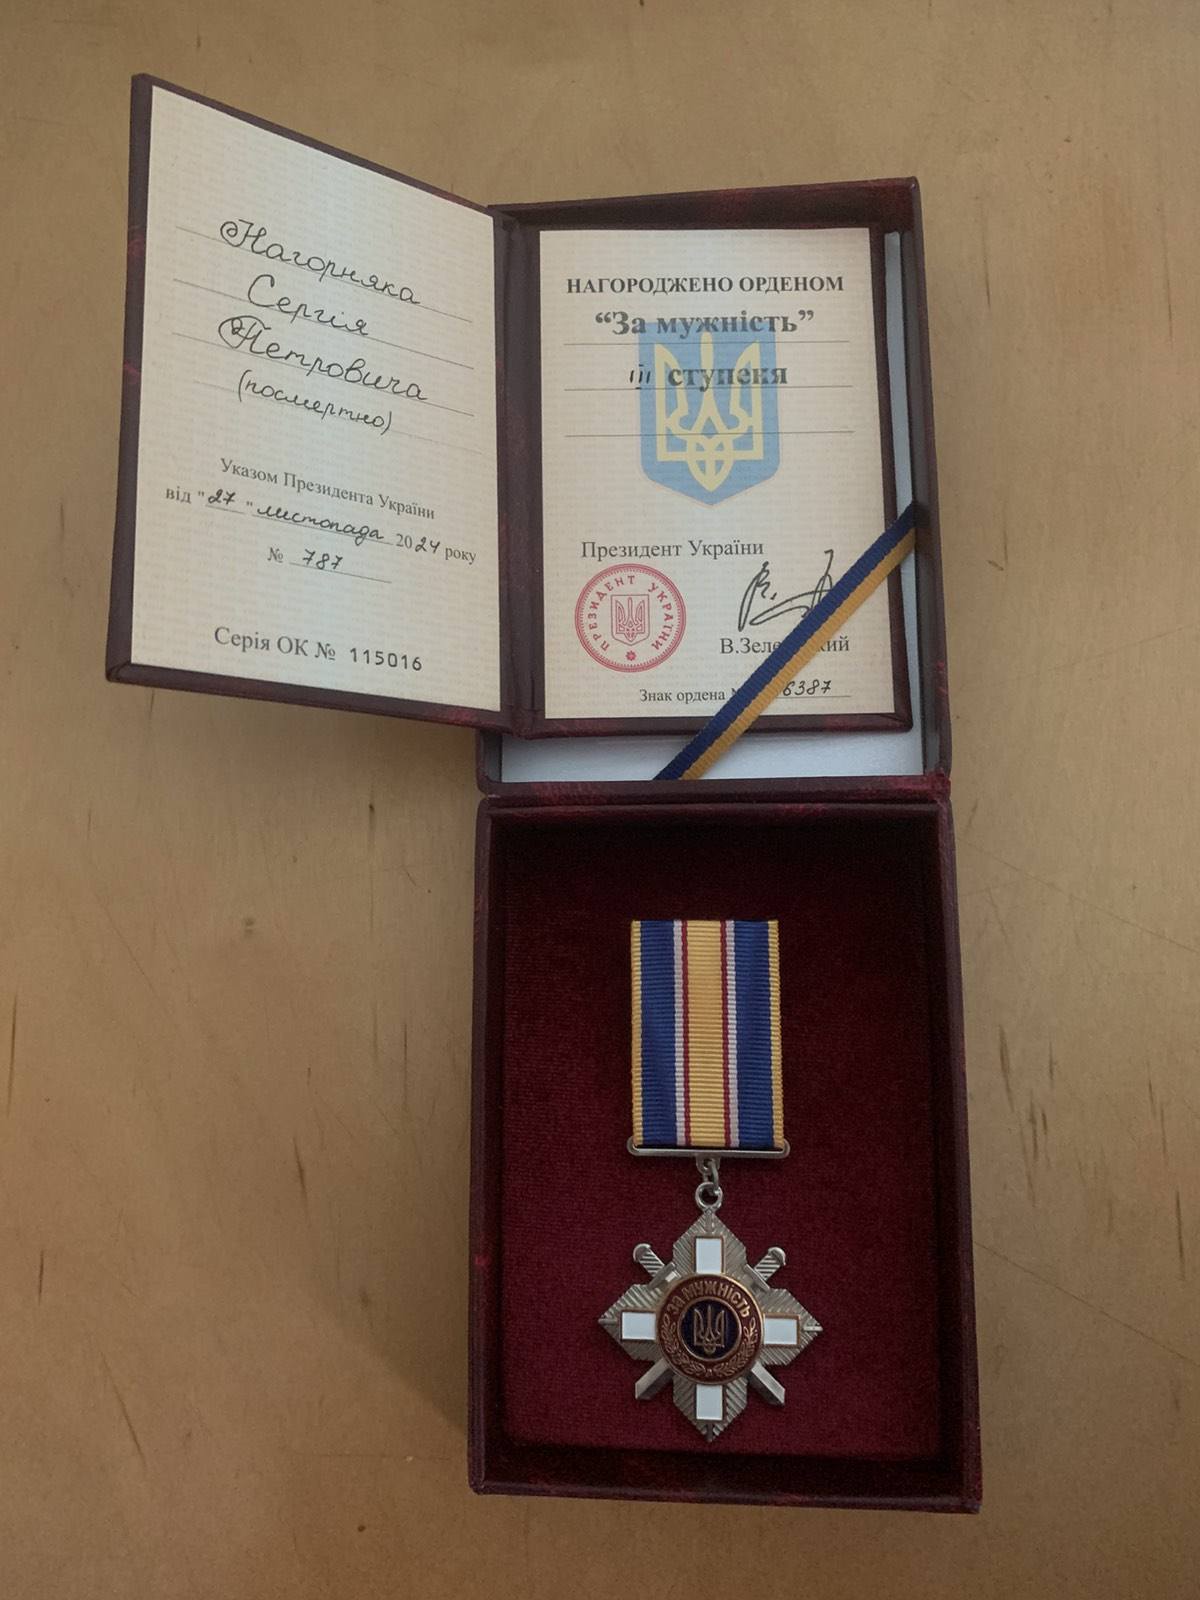 Нагорняка
Сергія
Петровича
(посмертно)
Указом Президента України
від "27" листопада 2024 року
№ 787
Серія ОК № 115016
НАГОРОДЖЕНО ОРДЕНОМ
“За мужність”
III ступеня
Президент України
ПРЕЗИДЕНТ УКРАЇНИ
Знак ордена
ЗА МУЖНІСТЬ